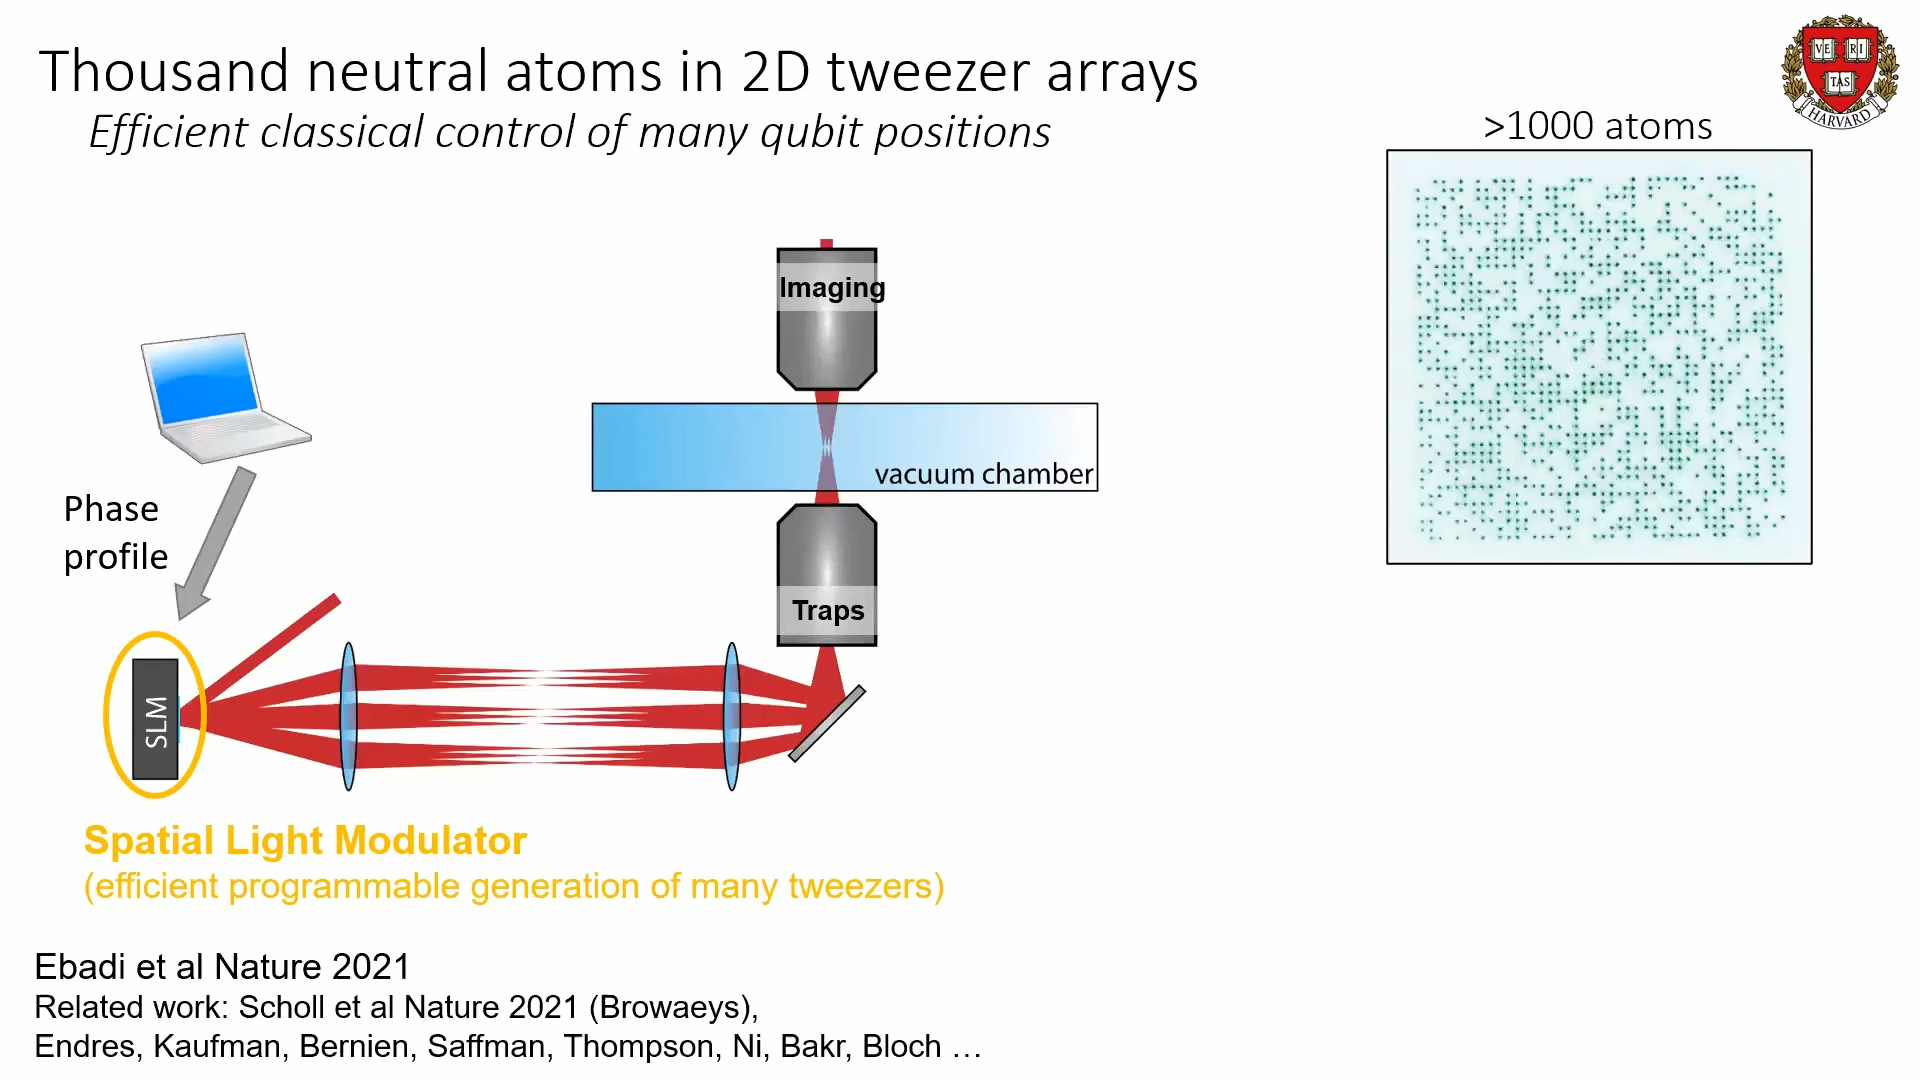 Thousand neutral atoms in 2D tweezer arrays
Efficient classical control of many qubit positions
VE RI
TAS
HARVARD
>1000 atoms
Imaging
vacuum chamber
Phase
profile
Traps
SLM
Spatial Light Modulator
(efficient programmable generation of many tweezers)
Ebadi et al Nature 2021
Related work: Scholl et al Nature 2021 (Browaeys),
Endres, Kaufman, Bernien, Saffman, Thompson, Ni, Bakr, Bloch …